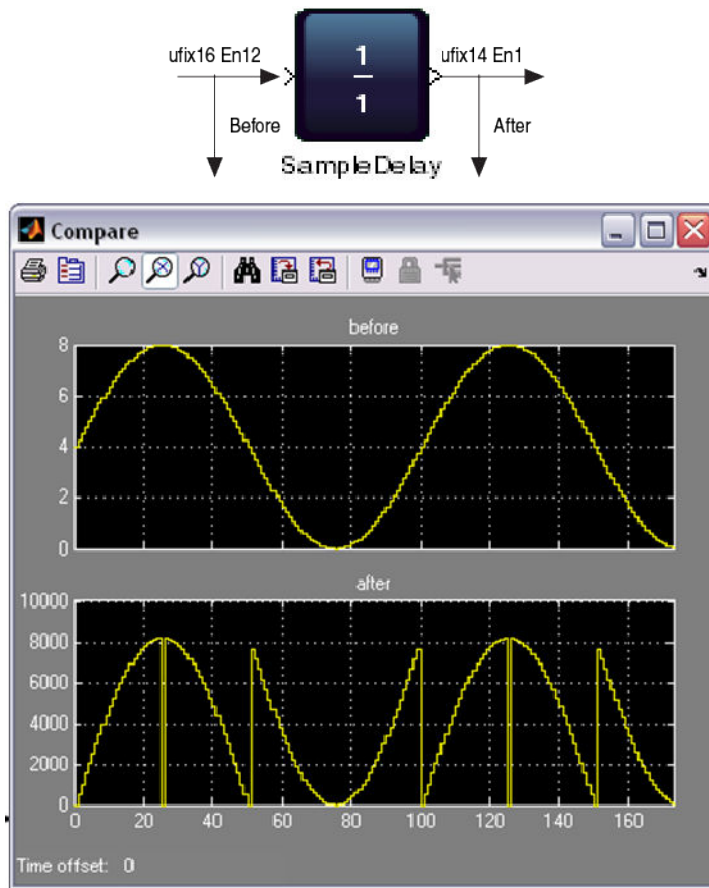 ufix16 En12
1
1
ufix14 En1
Before
After
SampleDelay
Compare
before
8
6
4
2
0
after
10000
8000
6000
4000
2000
0
0 20 40 60 80 100 120 140 160
Time offset: 0